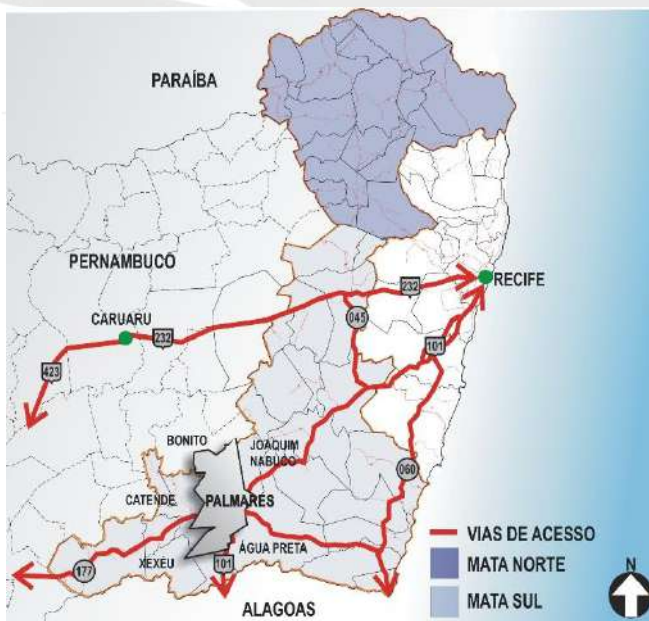 PARAÍBA
PERNAMBUCO
RECIFE
232
045
CARUARU
232
101
423
BONITO
JOAQUIM
NABUCO
060
CATENDE
PALMARES
VIAS DE ACESSO
ÁGUA PRETA
XEXÉU
101
177
MATA NORTE
N
ALAGOAS
MATA SUL